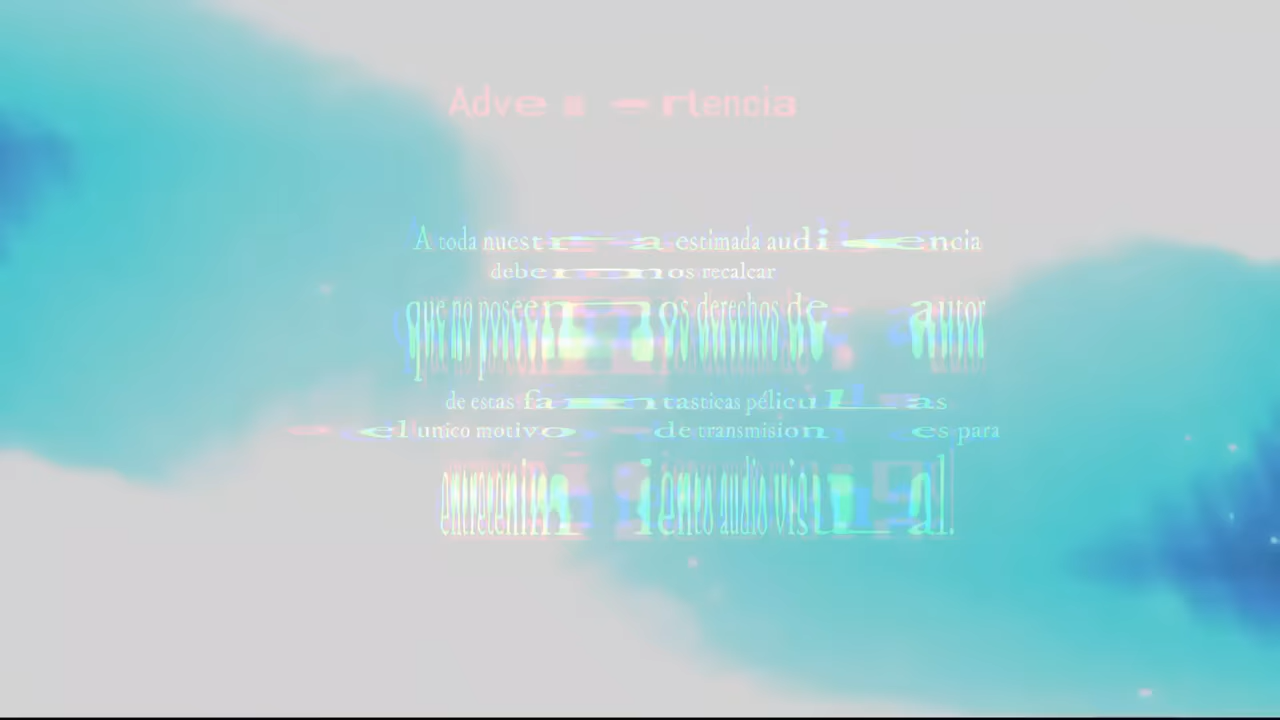 Advertencia
A toda nuestra estimada audiencia
debemos recalcar
que no poseemos derechos de autor
de estas fantasticas péliculas
el unico motivo de transmision es para
entretenimiento audio visual.